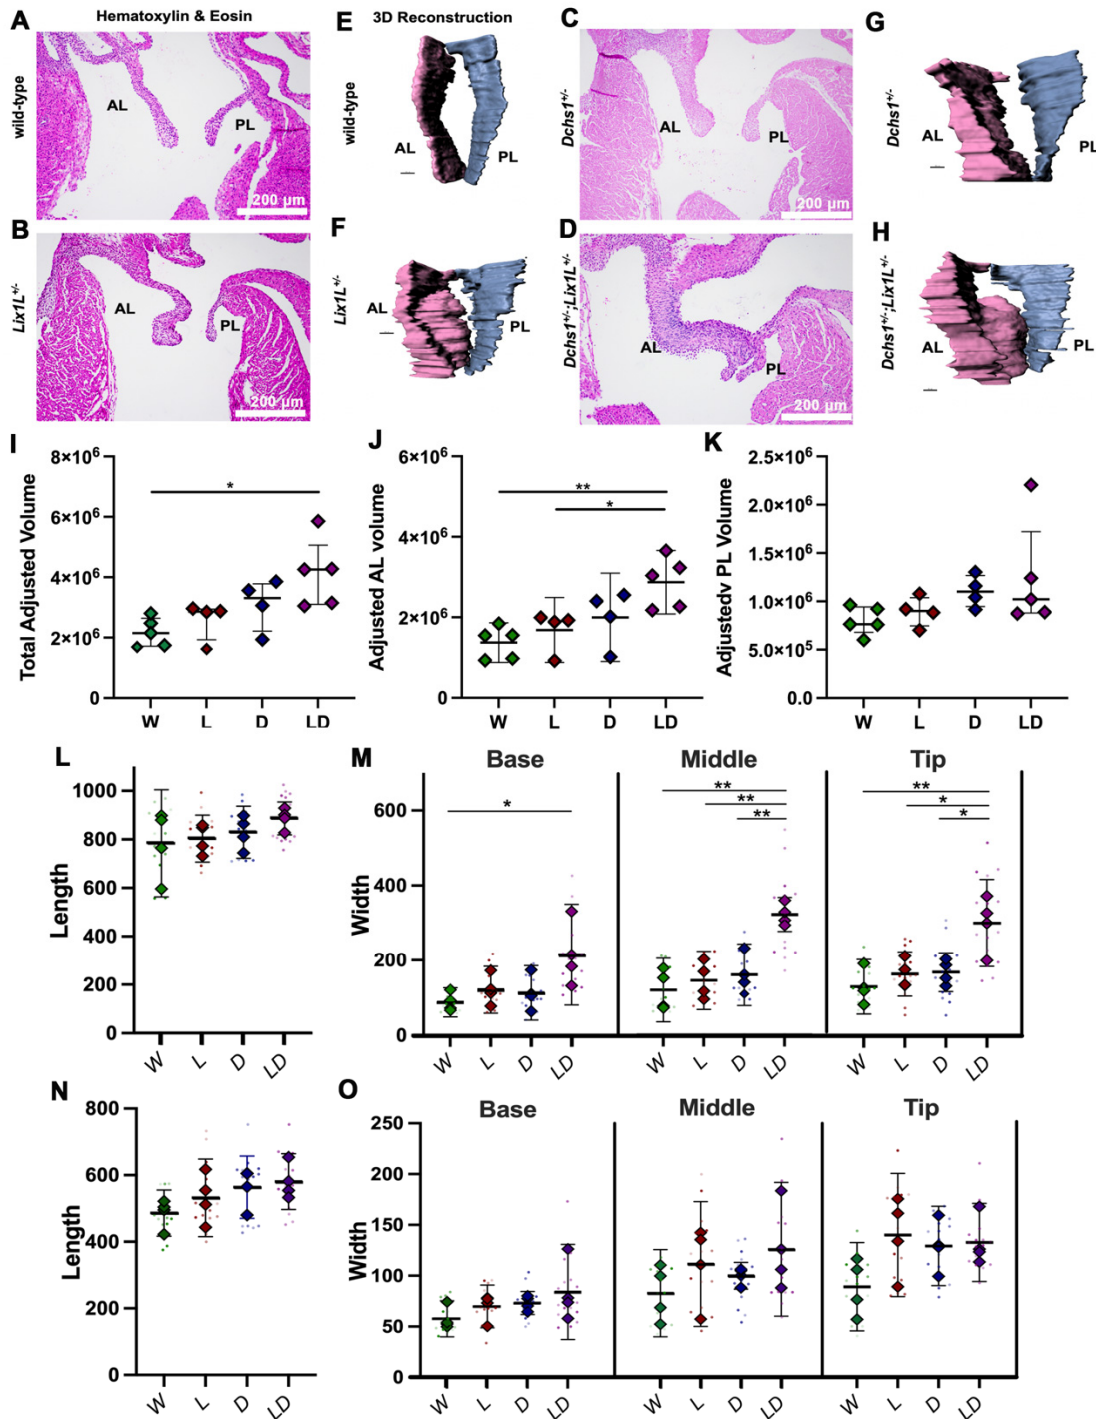 A
Hematoxylin & Eosin
wild-type
AL
PL
200 µm
B
Lix1L+/-
AL
PL
200 µm
E
3D Reconstruction
wild-type
AL
PL
F
Lix1L+/-
AL
PL
C
Dchs1+/-
AL
PL
200 µm
D
Dchs1+/-;Lix1L+/-
AL
PL
200 µm
G
Dchs1+/-
AL
PL
H
Dchs1+/-;Lix1L+/-
AL
PL
I
Total Adjusted Volume
8×10⁶
6×10⁶
4×10⁶
2×10⁶
0
*
W L D LD
J
Adjusted AL volume
6×10⁶
4×10⁶
2×10⁶
0
**
*
W L D LD
K
Adjustedv PL Volume
2.5×10⁶
2.0×10⁶
1.5×10⁶
1.0×10⁶
5.0×10⁵
0.0
W L D LD
L
Length
1000
800
600
400
200
0
W L D LD
M
Base Middle Tip
Width
600
400
200
0
*
**
**
**
**
*
*
W L D LD W L D LD W L D LD
N
Length
800
600
400
200
0
W L D LD
O
Base Middle Tip
Width
250
200
150
100
50
0
W L D LD W L D LD W L D LD